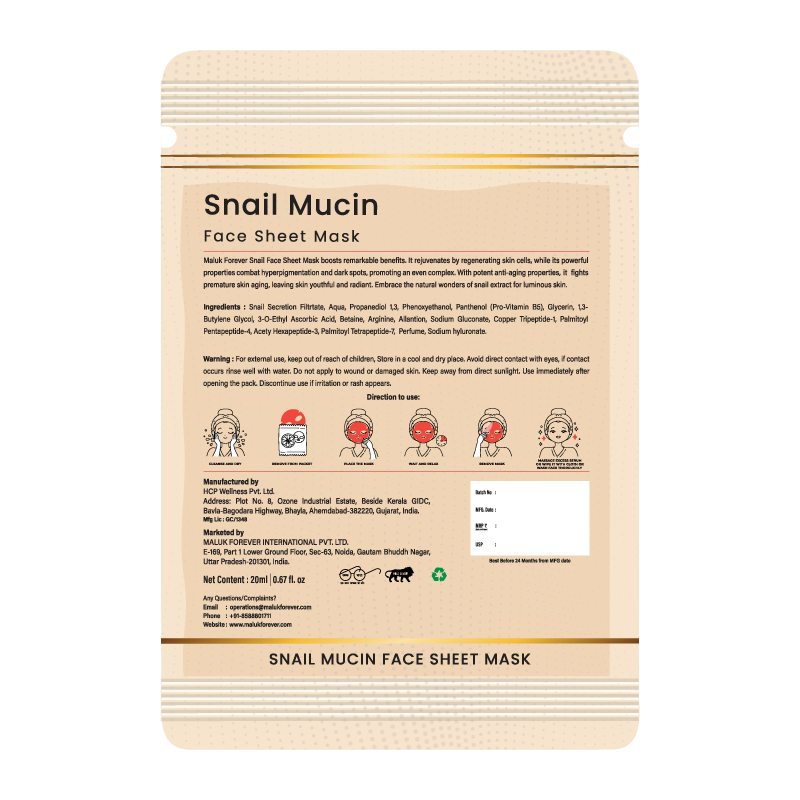 Snail Mucin
Face Sheet Mask
Maluk Forever Snail Face Sheet Mask boosts remarkable benefits. It rejuvenates by regenerating skin cells, while its powerful
properties combat hyperpigmentation and dark spots, promoting an even complex. With potent anti-aging properties, it fights
premature skin aging, leaving skin youthful and radiant. Embrace the natural wonders of snail extract for luminous skin.
Ingredients : Snail Secretion Filtrtate, Aqua, Propanediol 1,3, Phenoxyethonol, Panthenol (Pro-Vitamin B5), Glycerin, 1,3-
Butylene Glycol, 3-O-Ethyl Ascorbic Acid, Betaine, Arginine, Allantion, Sodium Gluconate, Copper Tripeptide-1, Palmitoyl
Pentapeptide-4, Acety Hexapeptide-3, Palmitoyl Tetrapeptide-7, Perfume, Sodium hyluronate.
Warning : For external use, keep out of reach of children, Store in a cool and dry place. Avoid direct contact with eyes, if contact
occurs rinse well with water. Do not apply to wound or damaged skin. Keep away from direct sunlight. Use immediately after
opening the pack. Discontinue use if irritation or rash appears.
Direction to use:
CLEANSE AND DRY
REMOVE FROM PACKET
PLACE THE MASK
WAIT AND RELAX
REMOVE MASK
MASSAGE EXCESS SERUM
OR WIPE IT WITH CLOTH OR
WASH FACE THOROUGHLY
Manufactured by
HCP Wellness Pvt. Ltd.
Address: Plot No. 8, Ozone Industrial Estate, Beside Kerala GIDC,
Bavla-Bagodara Highway, Bhayla, Ahemdabad-382220, Gujarat, India.
Mfg Lic : GC/1348
Batch No :
MFG. Date :
MRP ₹ :
USP :
Best Before 24 Months from MFG date
Marketed by
MALUK FOREVER INTERNATIONAL PVT. LTD.
E-169, Part 1 Lower Ground Floor, Sec-63, Noida, Gautam Bhuddh Nagar,
Uttar Pradesh-201301, India.
Net Content : 20ml | 0.67 fl. oz
Any Questions/Complaints?
Email : operations@malukforever.com
Phone : +91-8588801711
Website : www.malukforever.com
SNAIL MUCIN FACE SHEET MASK